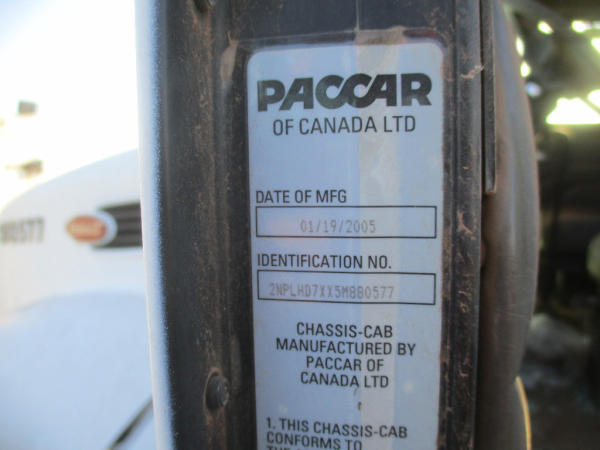 PACCAR
OF CANADA LTD
DATE OF MFG
01/19/2005
IDENTIFICATION NO.
2NPLHD7XX5M880577
CHASSIS-CAB
MANUFACTURED BY
PACCAR OF
CANADA LTD
1. THIS CHASSIS-CAB
CONFORMS TO